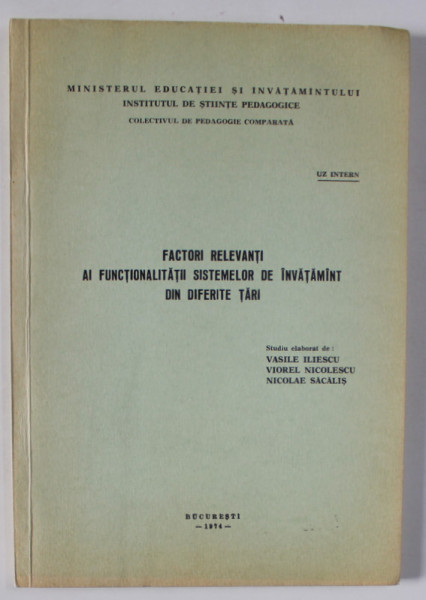 MINISTERUL EDUCAȚIEI ȘI ÎNVĂȚĂMÎNTULUI
INSTITUTUL DE ȘTIINȚE PEDAGOGICE
COLECTIVUL DE PEDAGOGIE COMPARATĂ
UZ INTERN
FACTORI RELEVANȚI
AI FUNCȚIONALITĂȚII SISTEMELOR DE ÎNVĂȚĂMÎNT
DIN DIFERITE ȚĂRI
Studiu elaborat de :
VASILE ILIESCU
VIOREL NICOLESCU
NICOLAE SĂCĂLIȘ
BUCUREȘTI
— 1974 —